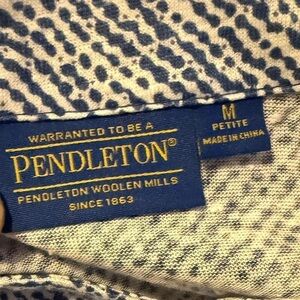 WARRANTED TO BE A
PENDLETON®
PENDLETON WOOLEN MILLS
SINCE 1863
M
PETITE
MADE IN CHINA